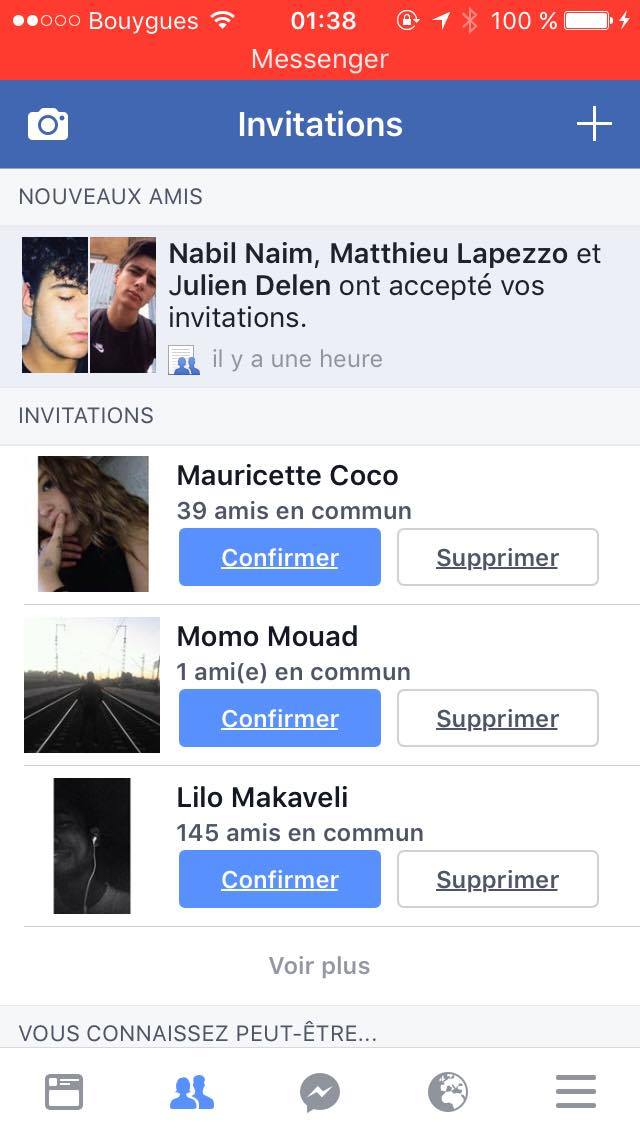 Bouygues 01:38 100 %
Messenger
Invitations
NOUVEAUX AMIS
Nabil Naim, Matthieu Lapezzo et
Julien Delen ont accepté vos
invitations.
il y a une heure
INVITATIONS
Mauricette Coco
39 amis en commun
Confirmer Supprimer
Momo Mouad
1 ami(e) en commun
Confirmer Supprimer
Lilo Makaveli
145 amis en commun
Confirmer Supprimer
Voir plus
VOUS CONNAISSEZ PEUT-ÊTRE...